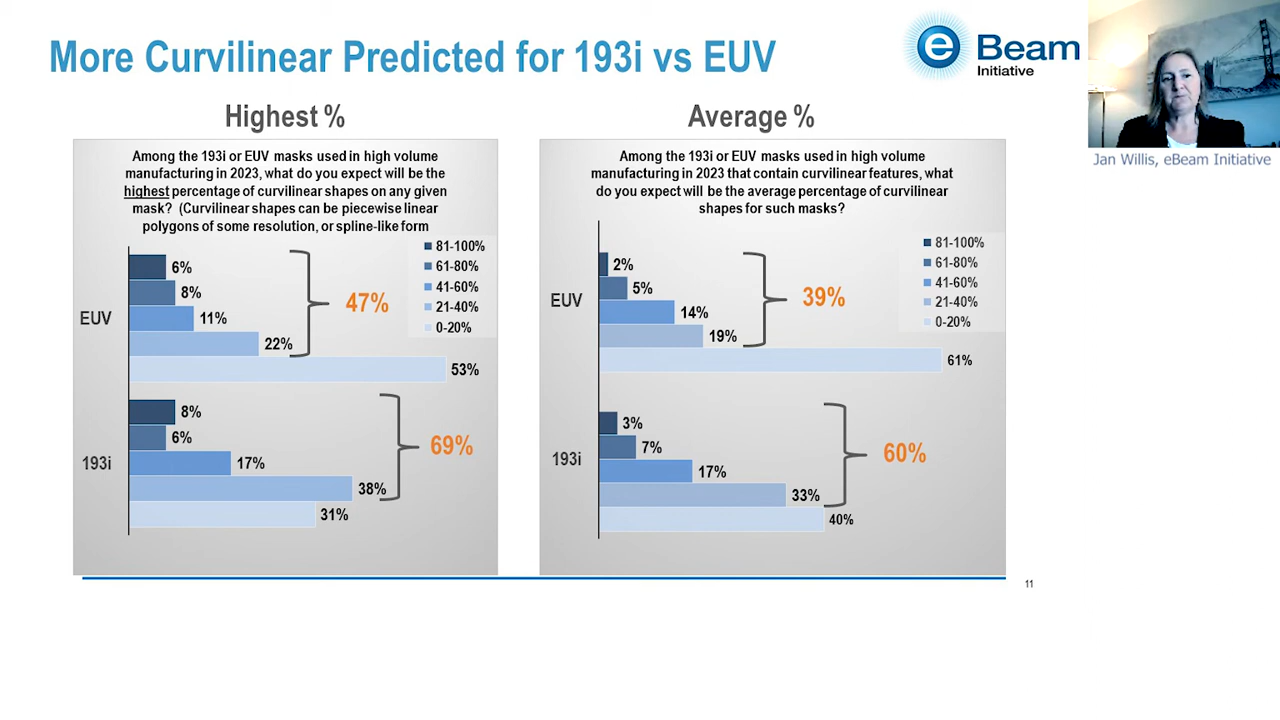 More Curvilinear Predicted for 193i vs EUV
e Beam
Initiative
Jan Willis, eBeam Initiative
Highest %
Among the 193i or EUV masks used in high volume
manufacturing in 2023, what do you expect will be the
highest percentage of curvilinear shapes on any given
mask? (Curvilinear shapes can be piecewise linear
polygons of some resolution, or spline-like form
81-100%
61-80%
41-60%
21-40%
0-20%
EUV
6%
8%
11%
22%
53%
47%
193i
8%
6%
17%
38%
31%
69%
Average %
Among the 193i or EUV masks used in high volume
manufacturing in 2023 that contain curvilinear features, what
do you expect will be the average percentage of curvilinear
shapes for such masks?
81-100%
61-80%
41-60%
21-40%
0-20%
EUV
2%
5%
14%
19%
61%
39%
193i
3%
7%
17%
33%
40%
60%
11